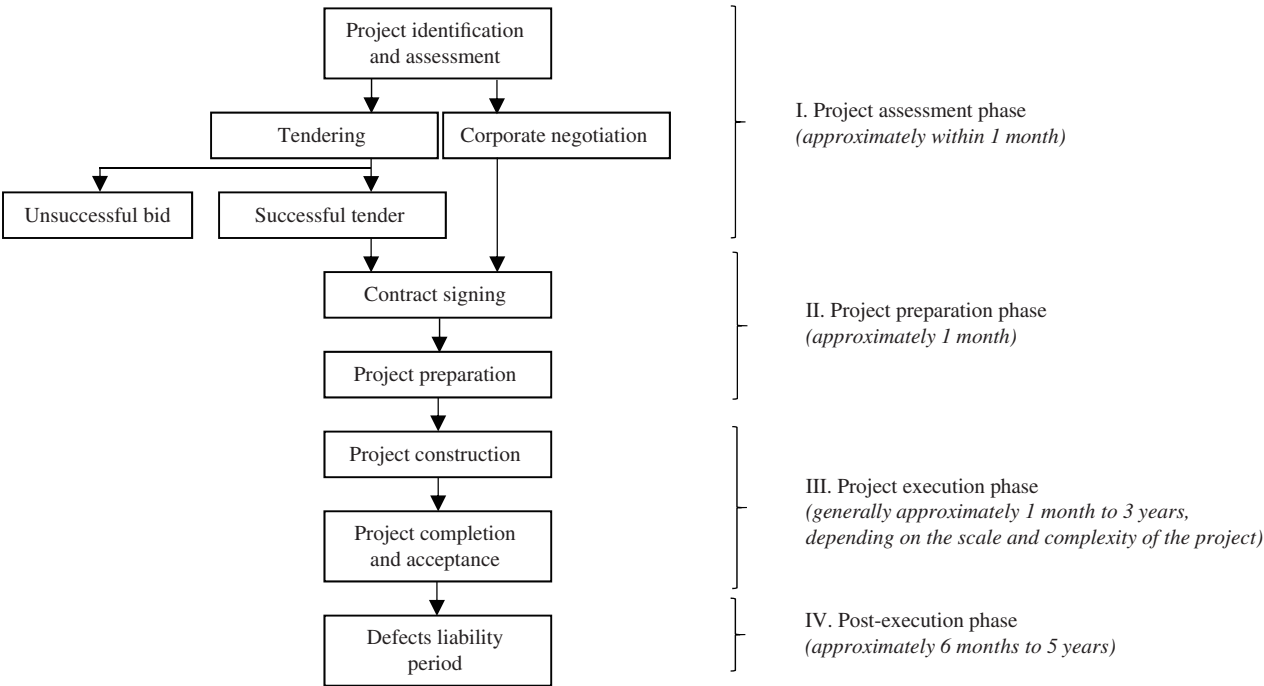 Project identification
and assessment
Tendering
Corporate negotiation
I. Project assessment phase
(approximately within 1 month)
Unsuccessful bid
Successful tender
Contract signing
Project preparation
II. Project preparation phase
(approximately 1 month)
Project construction
Project completion
and acceptance
III. Project execution phase
(generally approximately 1 month to 3 years,
depending on the scale and complexity of the project)
Defects liability
period
IV. Post-execution phase
(approximately 6 months to 5 years)